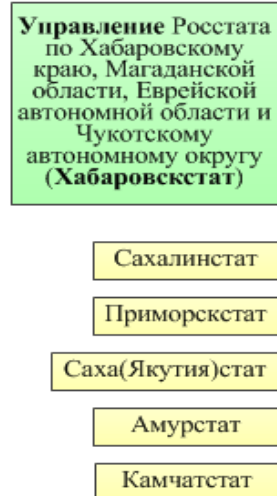 Управление Росстата
по Хабаровскому
краю, Магаданской
области, Еврейской
автономной области и
Чукотскому
автономному округу
(Хабаровскстат)
Сахалинстат
Приморскстат
Саха(Якутия)стат
Амурстат
Камчатстат